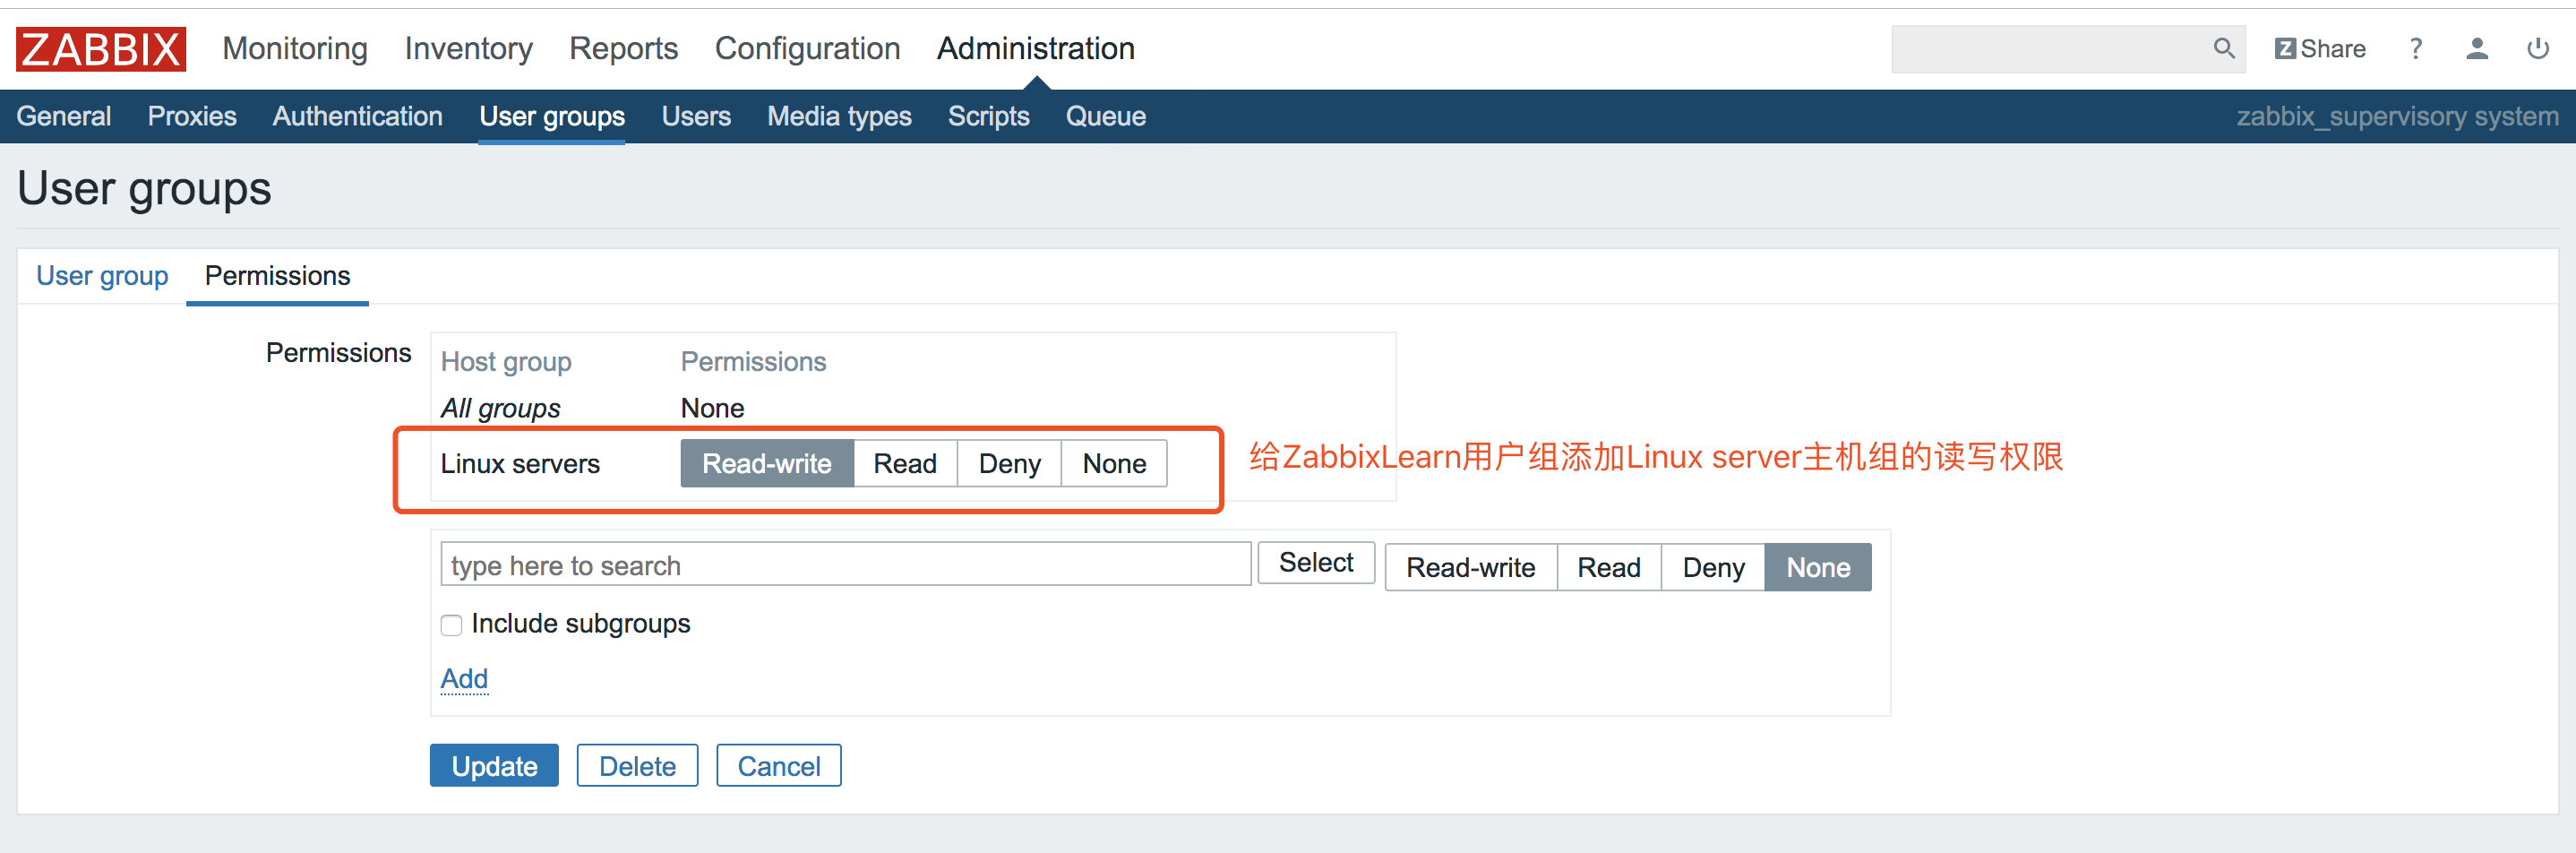 ZABBIX Monitoring Inventory Reports Configuration Administration Z Share ?
General Proxies Authentication User groups Users Media types Scripts Queue zabbix_supervisory system
User groups
User group Permissions
Permissions
Host group Permissions
All groups None
Linux servers Read-write Read Deny None 给ZabbixLearn用户组添加Linux server主机组的读写权限
type here to search Select Read-write Read Deny None
Include subgroups
Add
Update Delete Cancel